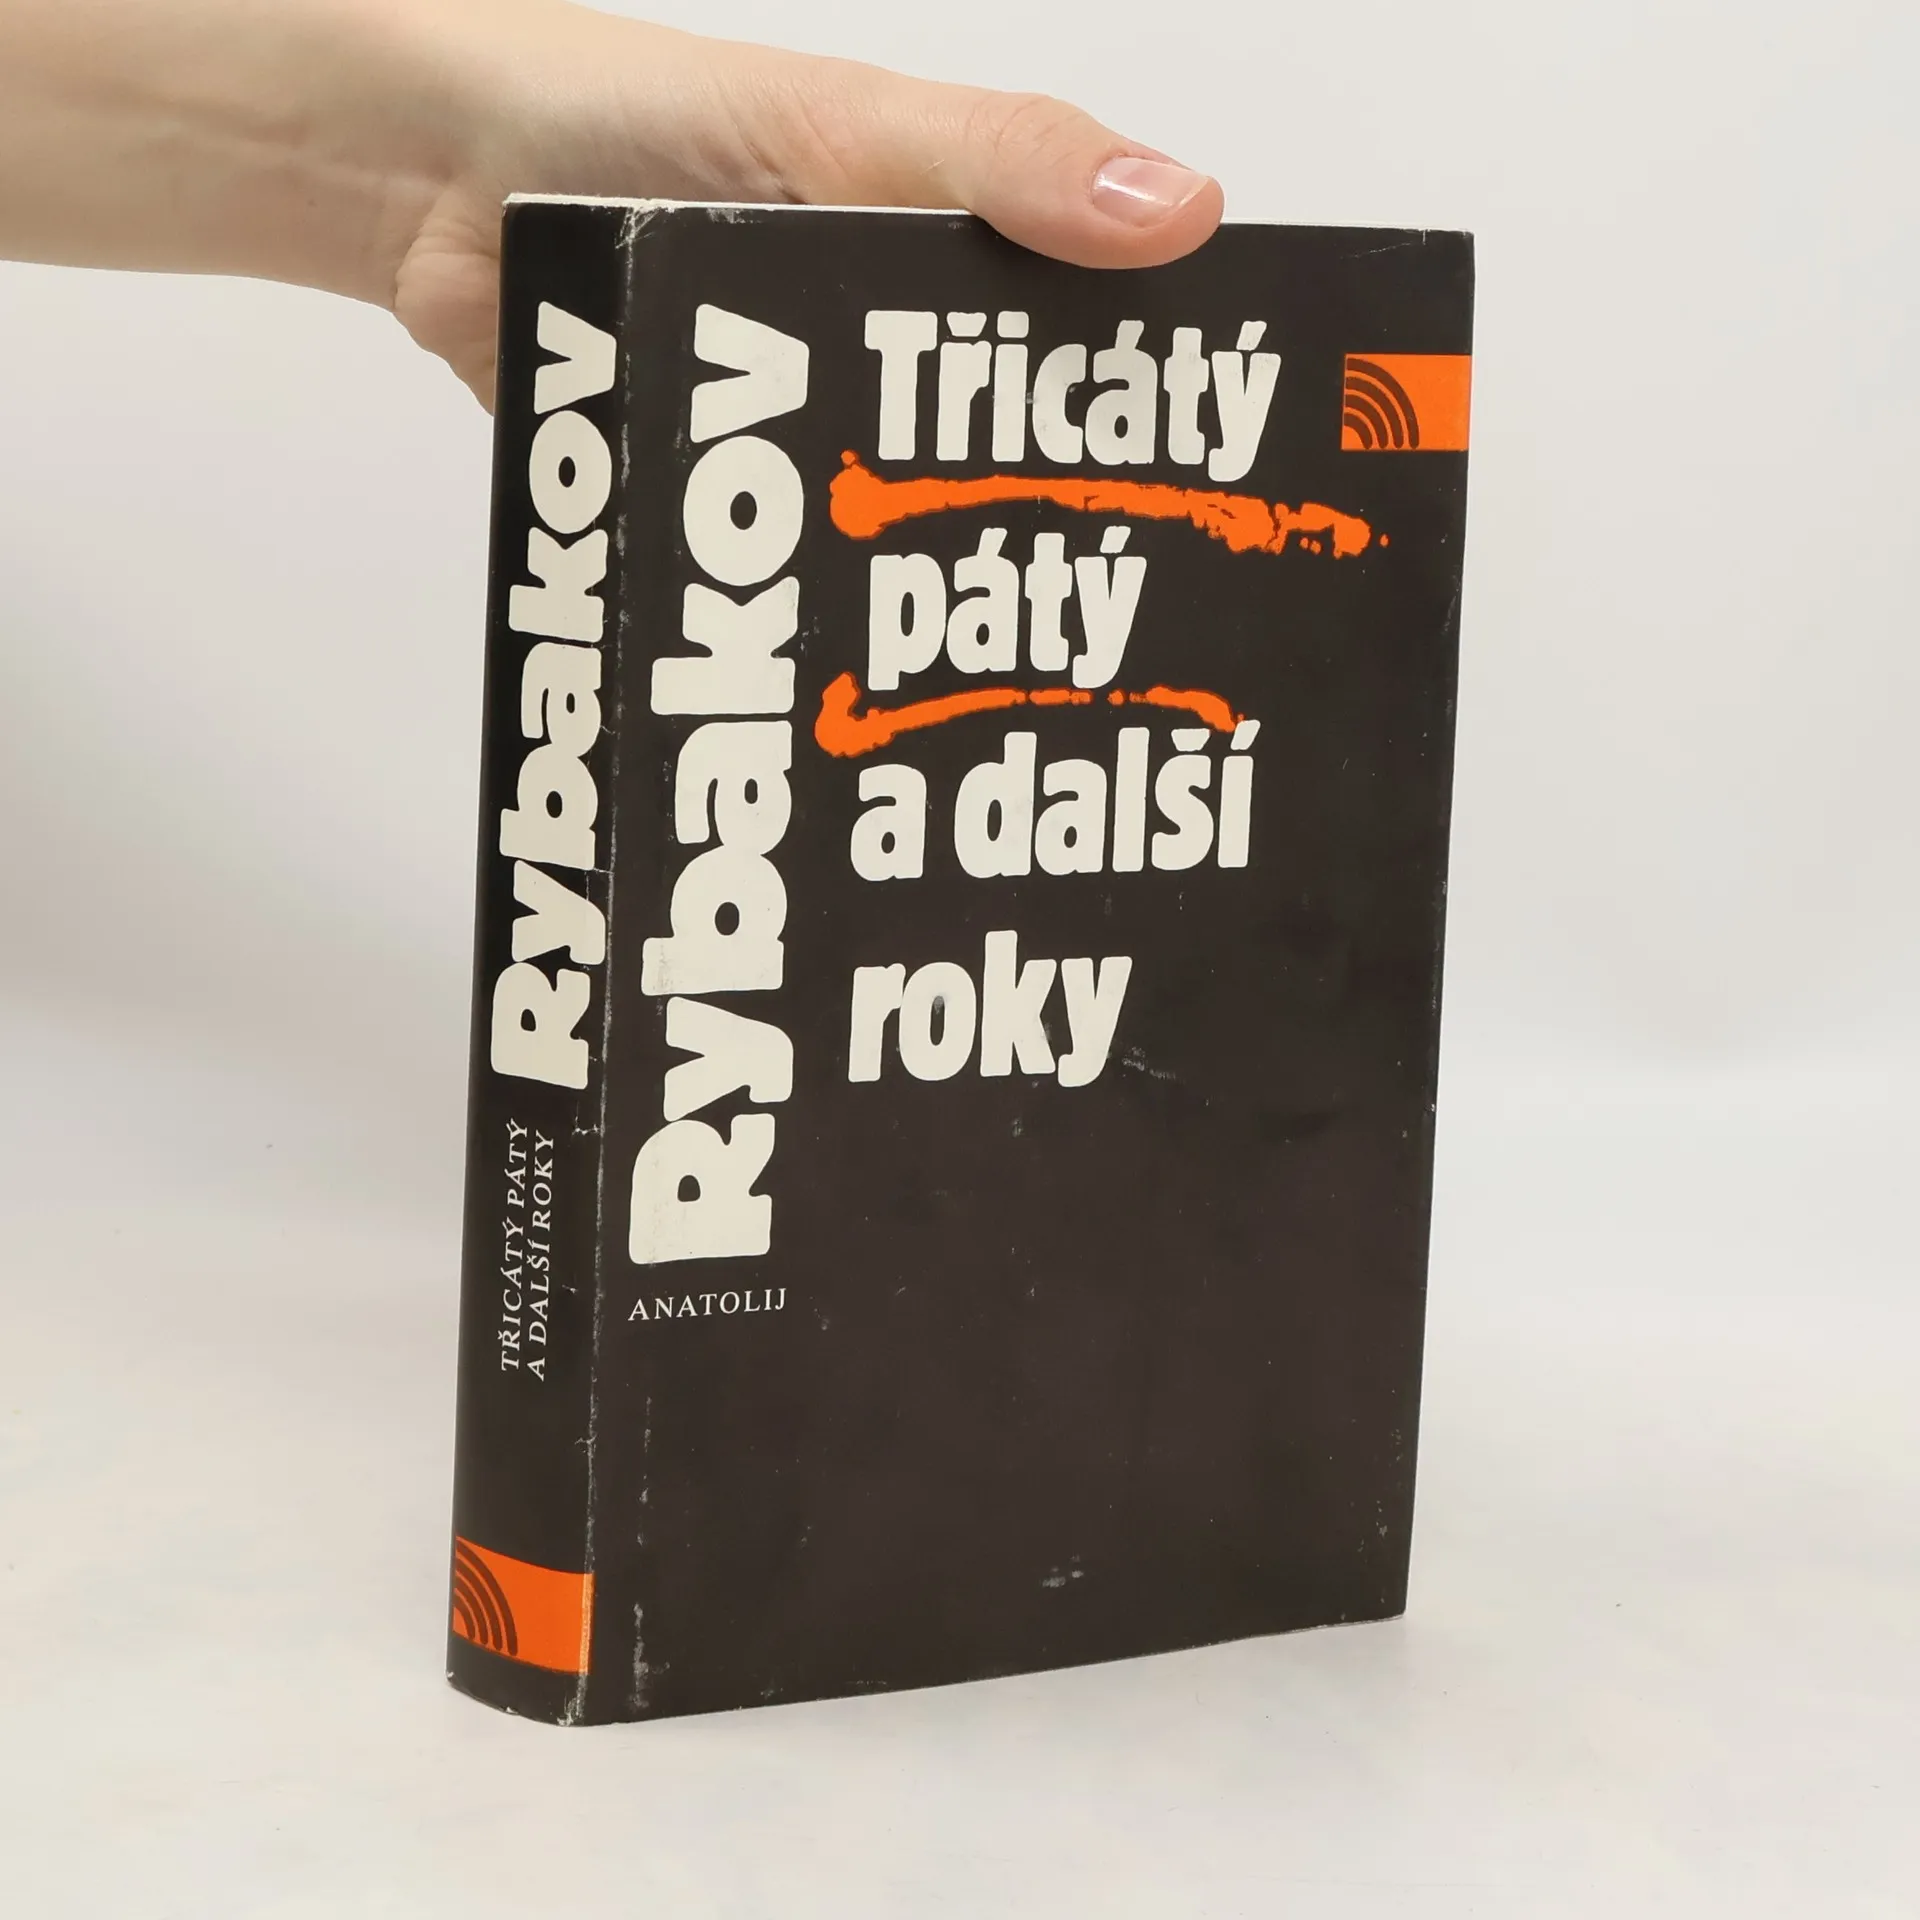 Rybakov
TŘICÁTÝ PÁTÝ
A DALŠÍ ROKY
Rybakov
ANATOLIJ
Třicátý
pátý
a další
roky